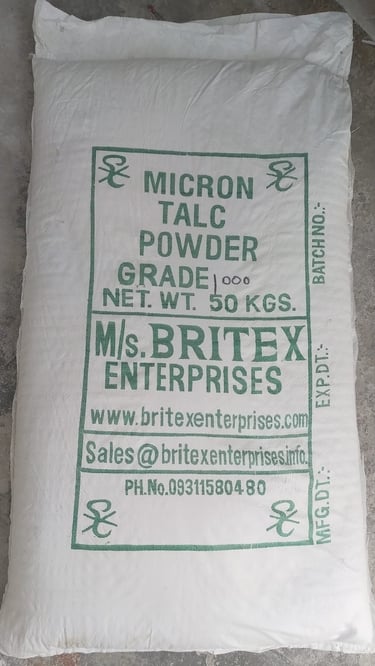 MICRON
TALC
POWDER
GRADE 1000
NET. WT. 50 KGS.
M/s. BRITEX
ENTERPRISES
www.britexenterprises.com
Sales@britexenterprises.info.
PH.No.09311580480
BATCH NO.:-
EXP.DT.:-
MFG.DT.:-